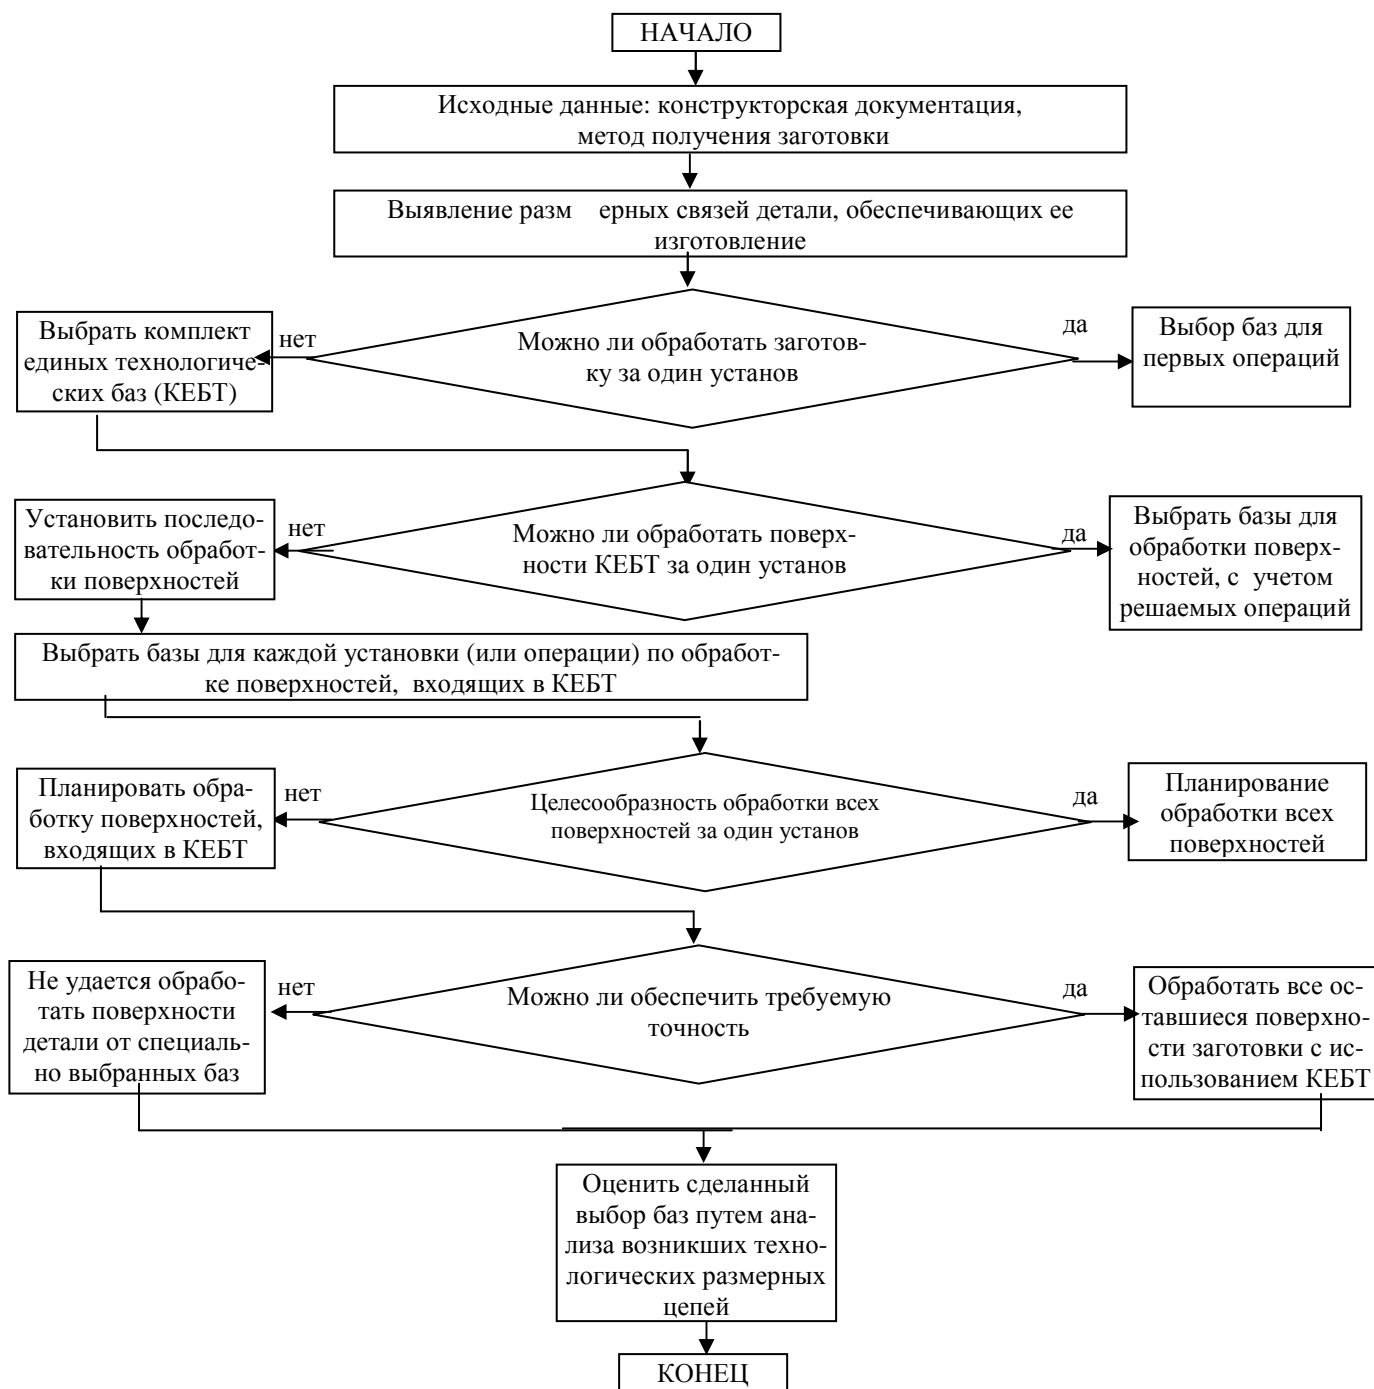 НАЧАЛО
Исходные данные: конструкторская документация,
метод получения заготовки
Выявление разм ерных связей детали, обеспечивающих ее
изготовление
Выбрать комплект
единых технологиче-
ских баз (КЕБТ)
нет
Можно ли обработать заготов-
ку за один установ
да
Выбор баз для
первых операций
Установить последо-
вательность обработ-
ки поверхностей
нет
Можно ли обработать поверх-
ности КЕБТ за один установ
да
Выбрать базы для
обработки поверх-
ностей, с учетом
решаемых операций
Выбрать базы для каждой установки (или операции) по обработ-
ке поверхностей, входящих в КЕБТ
Планировать обра-
ботку поверхностей,
входящих в КЕБТ
нет
Целесообразность обработки всех
поверхностей за один установ
да
Планирование
обработки всех
поверхностей
Не удается обрабо-
тать поверхности
детали от специаль-
но выбранных баз
нет
Можно ли обеспечить требуемую
точность
да
Обработать все ос-
тавшиеся поверхно-
сти заготовки с ис-
пользованием КЕБТ
Оценить сделанный
выбор баз путем ана-
лиза возникших техно-
логических размерных
цепей
КОНЕЦ